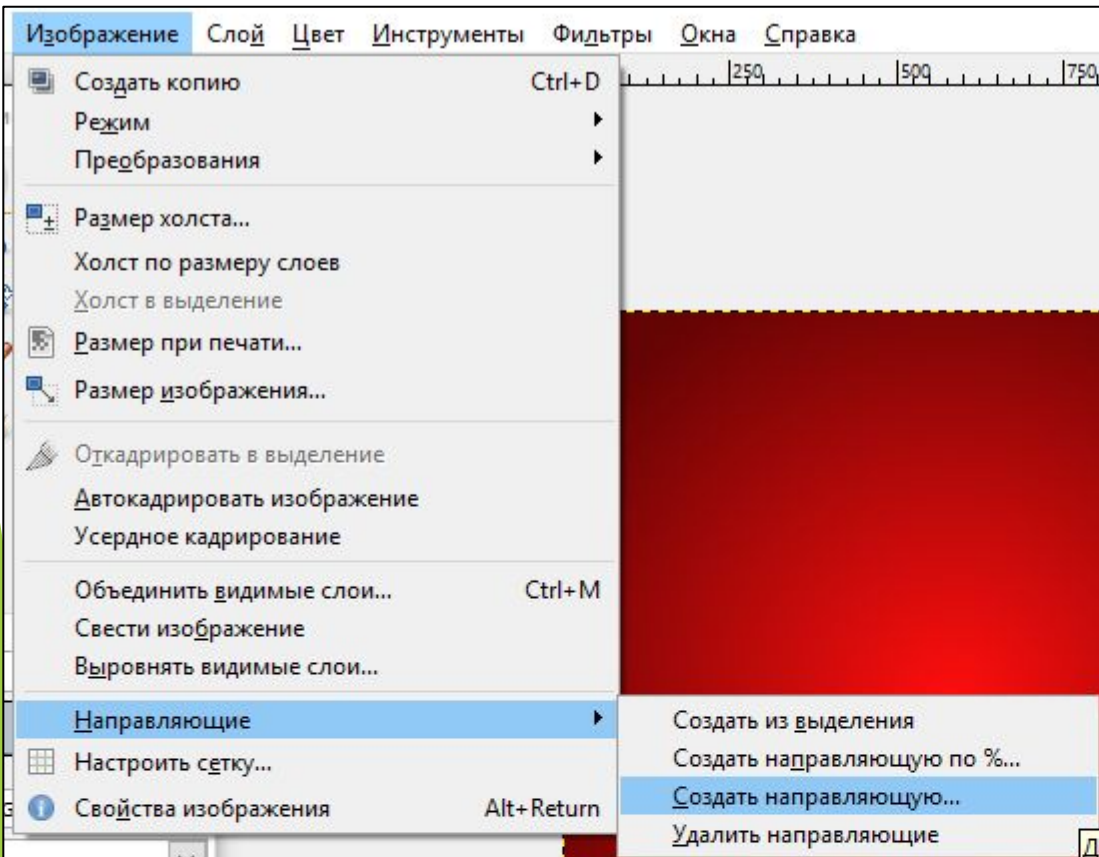 Изображение Слой Цвет Инструменты Фильтры Окна Справка
250 500 750
Создать копию Ctrl+D
Режим
Преобразования
Размер холста...
Холст по размеру слоев
Холст в выделение
Размер при печати...
Размер изображения...
Откадрировать в выделение
Автокадрировать изображение
Усердное кадрирование
Объединить видимые слои... Ctrl+M
Свести изображение
Выровнять видимые слои...
Направляющие
Настроить сетку...
Свойства изображения Alt+Return
Создать из выделения
Создать направляющую по %...
Создать направляющую...
Удалить направляющие